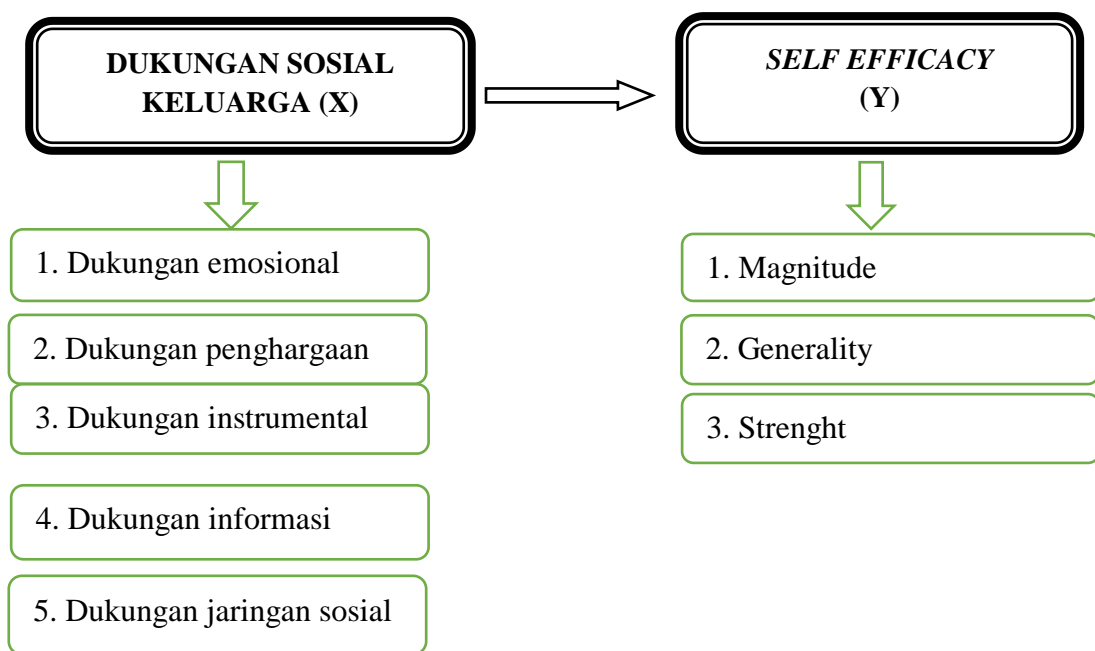 DUKUNGAN SOSIAL
KELUARGA (X)
SELF EFFICACY
(Y)
1. Dukungan emosional
2. Dukungan penghargaan
3. Dukungan instrumental
4. Dukungan informasi
5. Dukungan jaringan sosial
1. Magnitude
2. Generality
3. Strenght